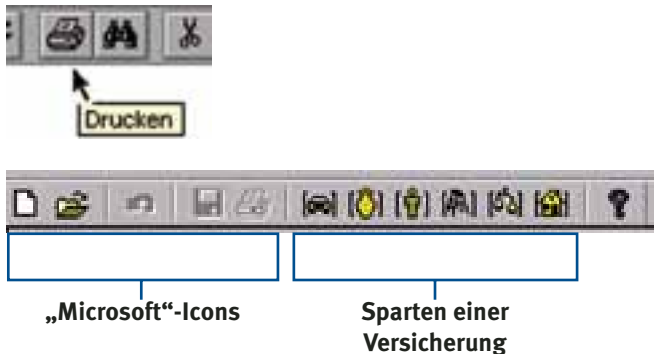 Drucken
„Microsoft“-Icons
Sparten einer
Versicherung